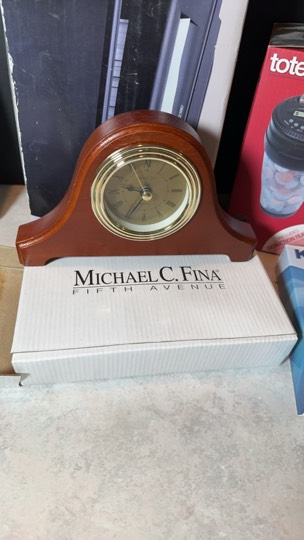 tote
MICHAEL C. FINA
FIFTH AVENUE
K